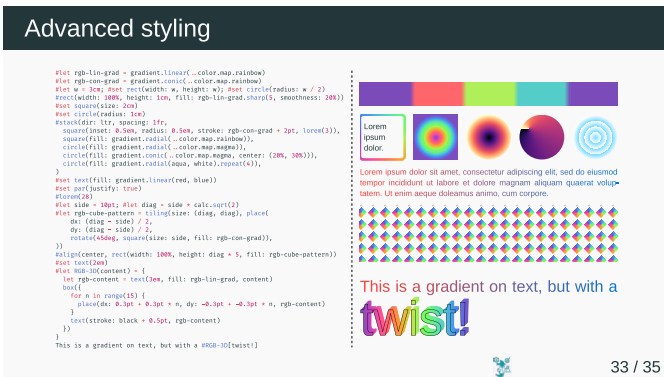 Advanced styling
#let rgb-lin-grad = gradient.linear(..color.map.rainbow)
#let rgb-con-grad = gradient.conic(..color.map.rainbow)
#let w = 3cm; #set rect(width: w, height: w); #set circle(radius: w / 2)
#rect(width: 100%, height: 1cm, fill: rgb-lin-grad.sharp(5, smoothness: 20%))
#set square(size: 2cm)
#set circle(radius: 1cm)
#stack(dir: ltr, spacing: 1fr,
  square(inset: 0.5em, radius: 0.5em, stroke: rgb-con-grad + 2pt, lorem(3)),
  square(fill: gradient.radial(..color.map.rainbow)),
  circle(fill: gradient.radial(..color.map.magma)),
  circle(fill: gradient.conic(..color.map.magma, center: (20%, 30%))),
  circle(fill: gradient.radial(aqua, white).repeat(4)),
)
#set text(fill: gradient.linear(red, blue))
#set par(justify: true)
#lorem(28)
#let side = 10pt; #let diag = side * calc.sqrt(2)
#let rgb-cube-pattern = tiling(size: (diag, diag), place(
    dx: (diag - side) / 2,
    dy: (diag - side) / 2,
    rotate(45deg, square(size: side, fill: rgb-con-grad)),
))
#align(center, rect(width: 100%, height: diag * 5, fill: rgb-cube-pattern))
#set text(2em)
#let RGB-3D(content) = {
  let rgb-content = text(3em, fill: rgb-lin-grad, content)
  box({
    for n in range(15) {
      place(dx: 0.3pt + 0.3pt * n, dy: -0.3pt + -0.3pt * n, rgb-content)
    }
    text(stroke: black + 0.5pt, rgb-content)
  })
}
This is a gradient on text, but with a #RGB-3D[twist!]
Lorem
ipsum
dolor.
Lorem ipsum dolor sit amet, consectetur adipiscing elit, sed do eiusmod
tempor incididunt ut labore et dolore magnam aliquam quaerat volup-
tatem. Ut enim aeque doleamus animo, cum corpore.
This is a gradient on text, but with a
twist!
33 / 35